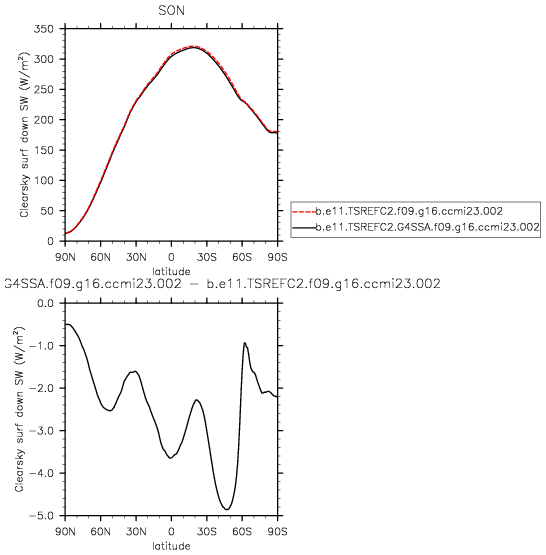 SON
350
300
250
200
150
100
50
0
Clearsky surf down SW (W/m²)
90N 60N 30N 0 30S 60S 90S
latitude
b.e11.TSREFC2.f09.g16.ccmi23.002
b.e11.TSREFC2.G4SSA.f09.g16.ccmi23.002
G4SSA.f09.g16.ccmi23.002 − b.e11.TSREFC2.f09.g16.ccmi23.002
0.0
−1.0
−2.0
−3.0
−4.0
−5.0
Clearsky surf down SW (W/m²)
90N 60N 30N 0 30S 60S 90S
latitude